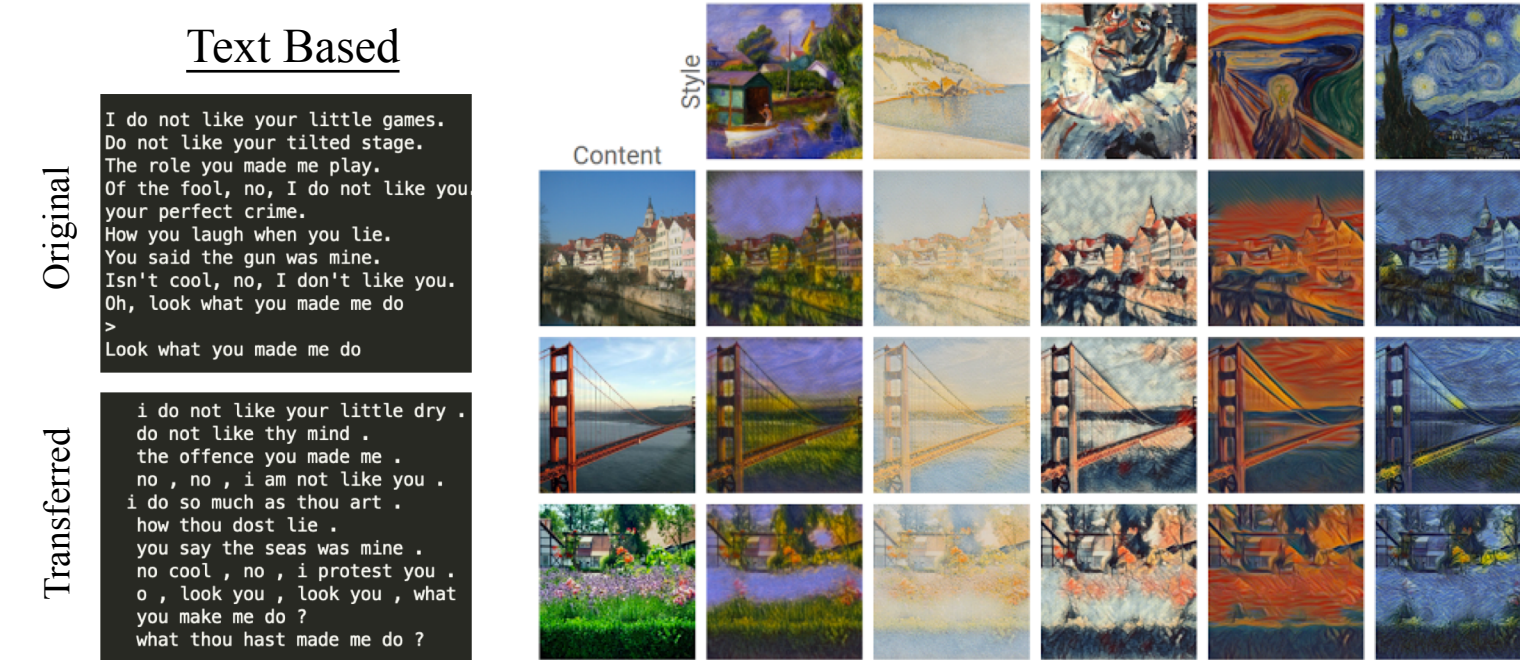 Text Based
Original
I do not like your little games.
Do not like your tilted stage.
The role you made me play.
Of the fool, no, I do not like you.
your perfect crime.
How you laugh when you lie.
You said the gun was mine.
Isn't cool, no, I don't like you.
Oh, look what you made me do
>
Look what you made me do
Transferred
i do not like your little dry .
do not like thy mind .
the offence you made me .
no , no , i am not like you .
i do so much as thou art .
how thou dost lie .
you say the seas was mine .
no cool , no , i protest you .
o , look you , look you , what
you make me do ?
what thou hast made me do ?
Style
Content